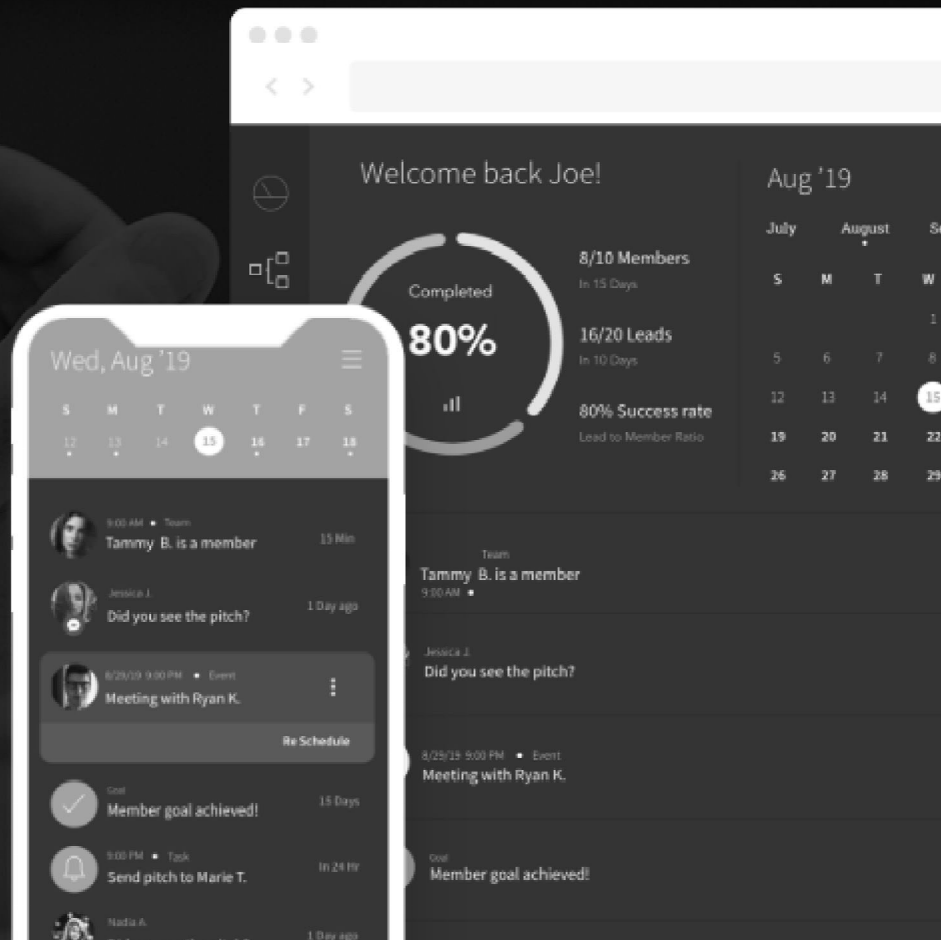 Welcome back Joe!
Completed
80%
8/10 Members
In 15 Days
16/20 Leads
In 10 Days
80% Success rate
Lead to Member Ratio
Aug '19
July August
S M T W
1
5 6 7 8
12 13 14 15
19 20 21 22
26 27 28 29
Team
Tammy B. is a member
9:00 AM
Jessica J.
Did you see the pitch?
8/29/19 9:00 PM • Event
Meeting with Ryan K.
Goal
Member goal achieved!
Wed, Aug '19
S M T W T F S
12 13 14 15 16 17 18
9:00 AM • Team
Tammy B. is a member
15 Min
Jessica J.
Did you see the pitch?
1 Day ago
8/29/19 9:00 PM • Event
Meeting with Ryan K.
Re Schedule
Goal
Member goal achieved!
15 Days
9:00 PM • Task
Send pitch to Marie T.
In 24 Hr
Nadia A.
1 Day ago